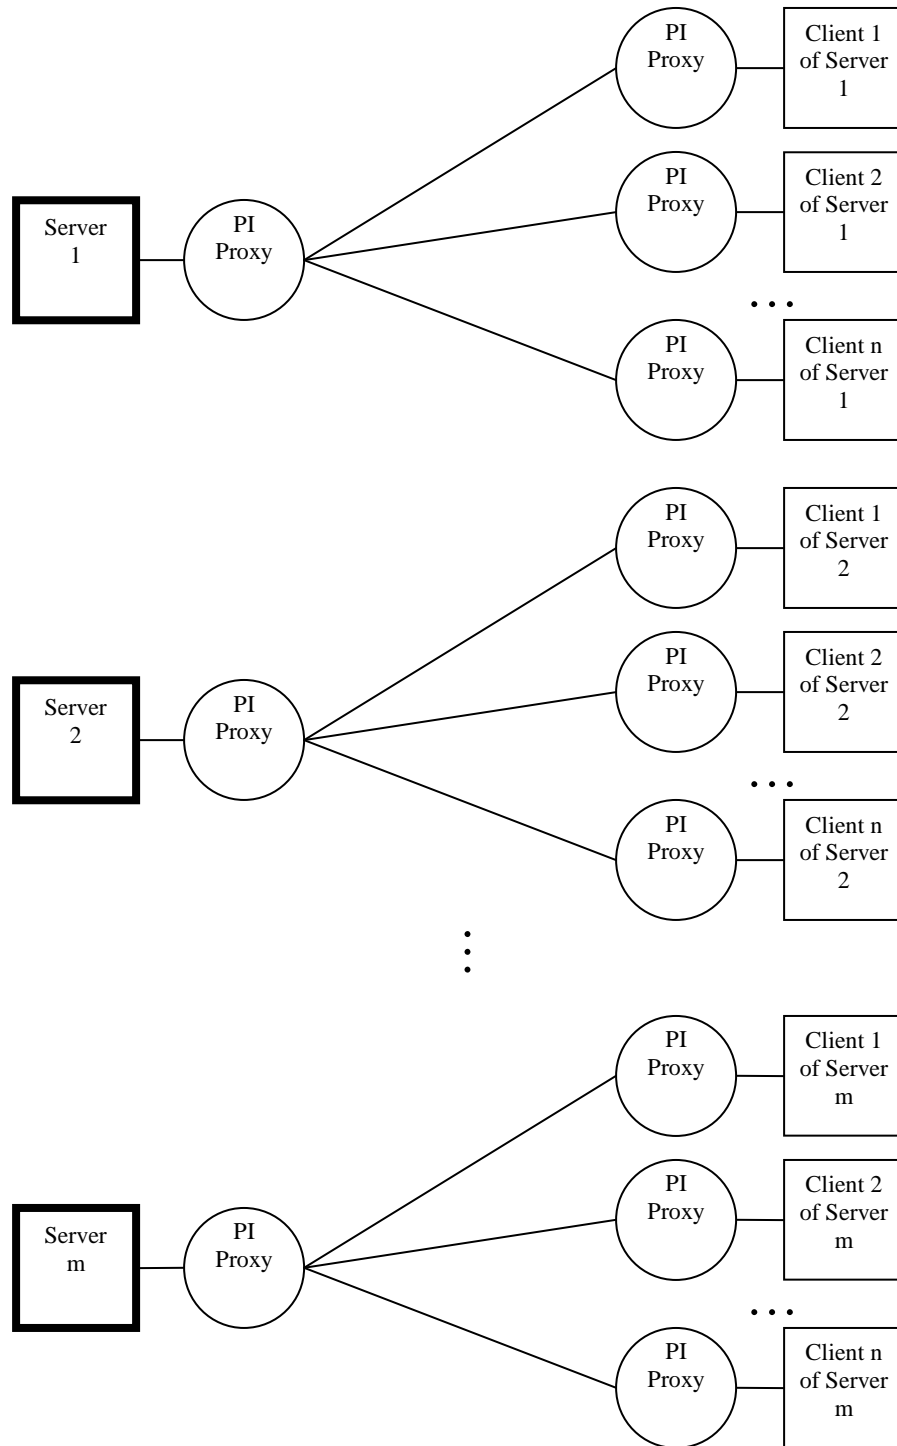 PI
Proxy
Client 1
of Server
1
PI
Proxy
Client 2
of Server
1
Server
1
PI
Proxy
...
PI
Proxy
Client n
of Server
1
PI
Proxy
Client 1
of Server
2
PI
Proxy
Client 2
of Server
2
Server
2
PI
Proxy
...
PI
Proxy
Client n
of Server
2
...
PI
Proxy
Client 1
of Server
m
PI
Proxy
Client 2
of Server
m
Server
m
PI
Proxy
...
PI
Proxy
Client n
of Server
m